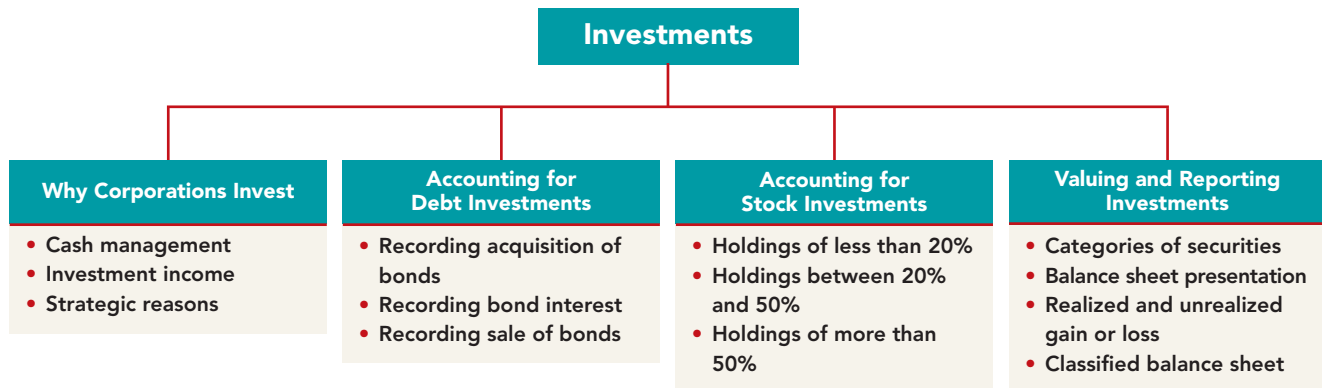 Investments
Why Corporations Invest
• Cash management
• Investment income
• Strategic reasons
Accounting for
Debt Investments
• Recording acquisition of
bonds
• Recording bond interest
• Recording sale of bonds
Accounting for
Stock Investments
• Holdings of less than 20%
• Holdings between 20%
and 50%
• Holdings of more than
50%
Valuing and Reporting
Investments
• Categories of securities
• Balance sheet presentation
• Realized and unrealized
gain or loss
• Classified balance sheet